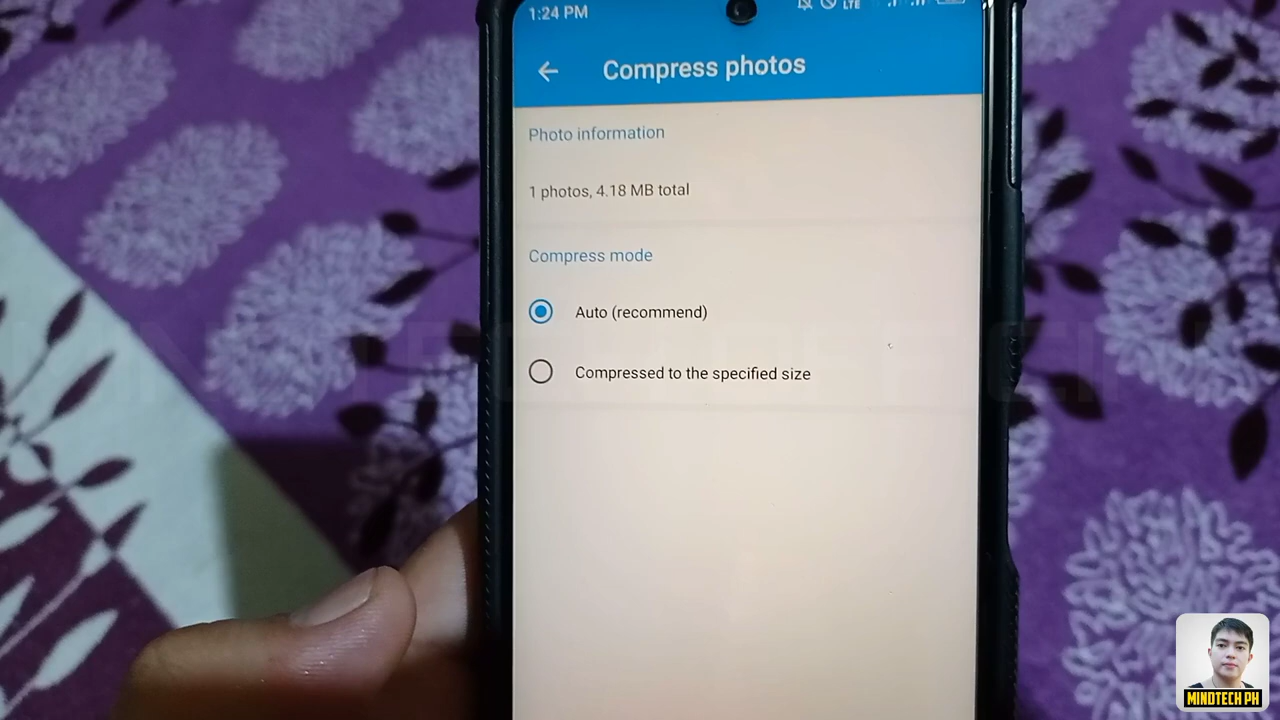 1:24 PM
LTE
Compress photos
Photo information
1 photos, 4.18 MB total
Compress mode
Auto (recommend)
Compressed to the specified size
MINDTECH PH